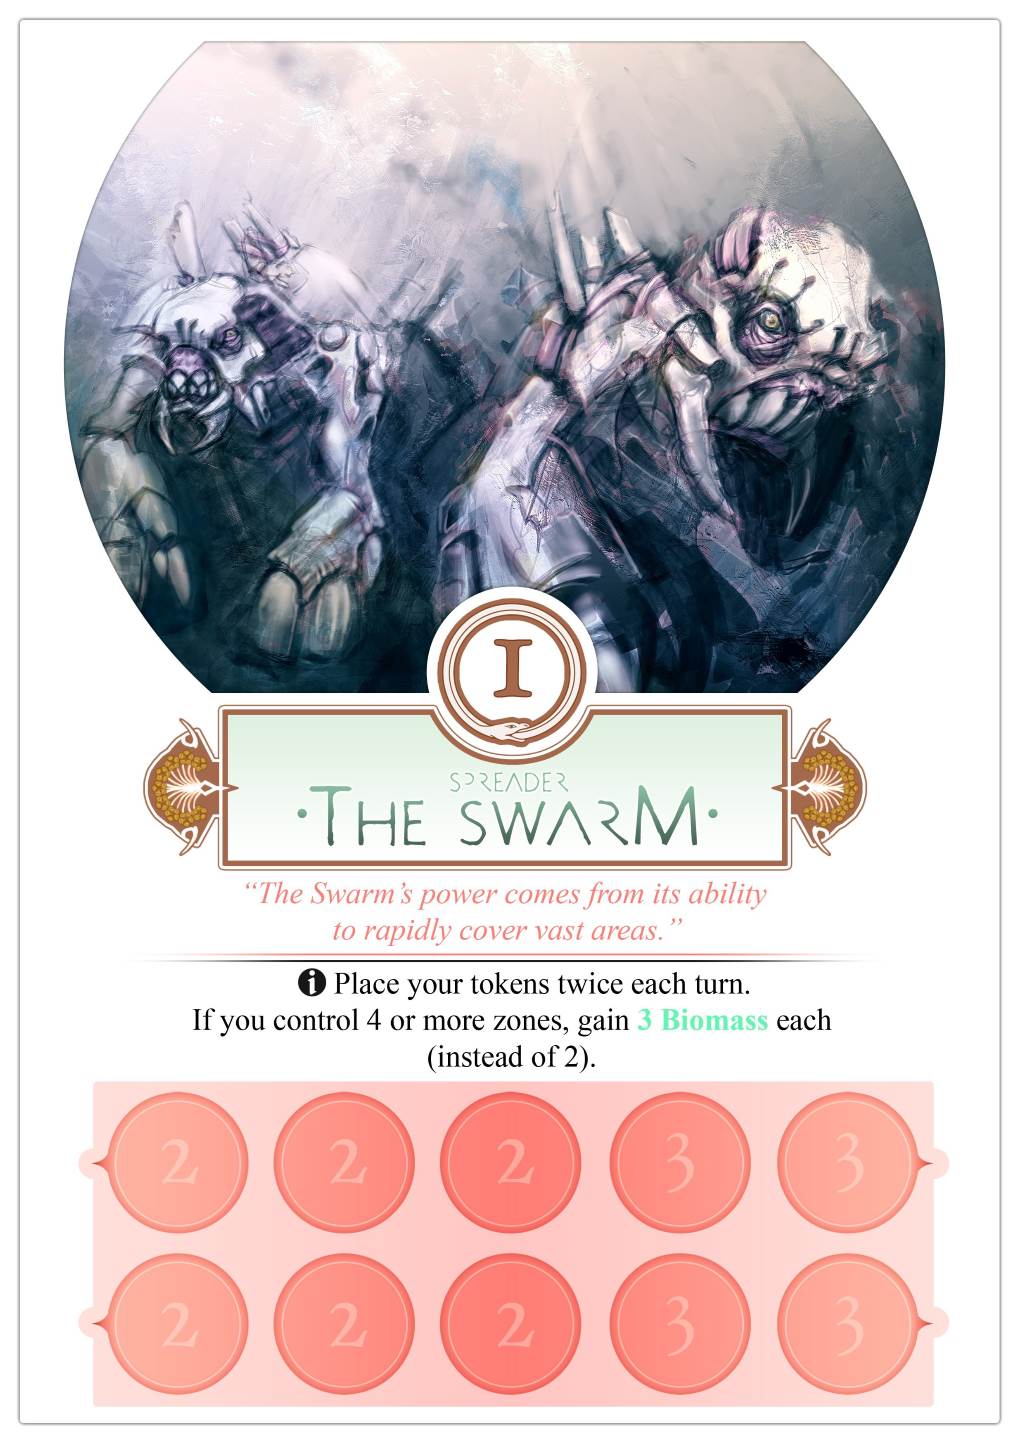 I
SPREADER
·THE SWARM·
“The Swarm’s power comes from its ability
to rapidly cover vast areas.”
i Place your tokens twice each turn.
If you control 4 or more zones, gain 3 Biomass each
(instead of 2).
2 2 2 3 3
2 2 2 3 3